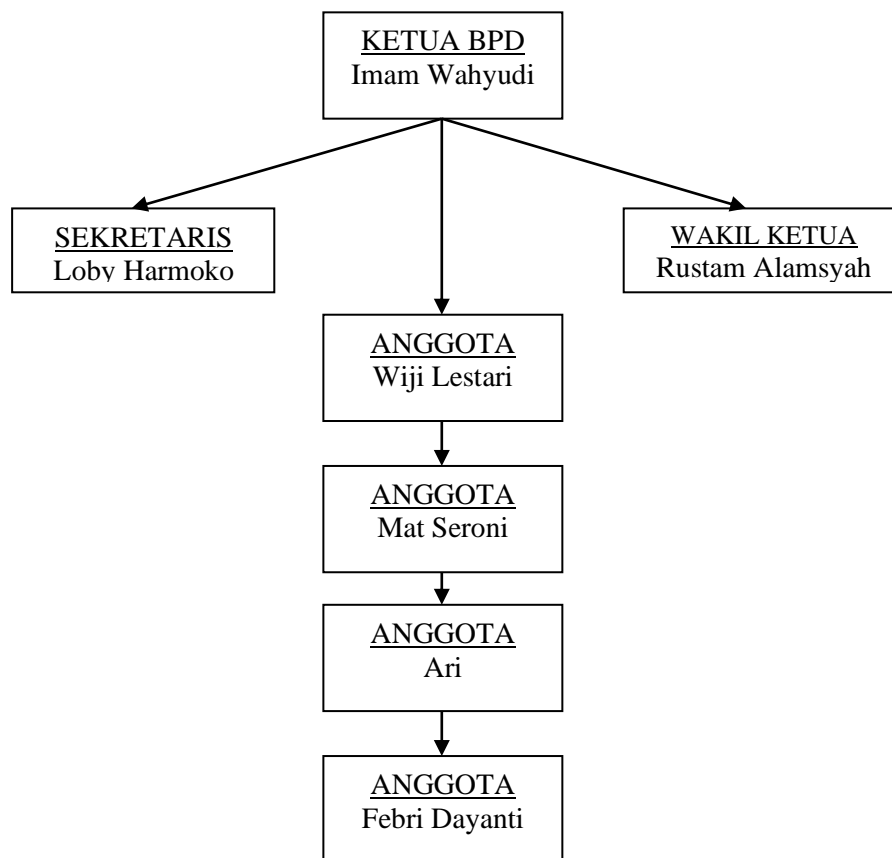 KETUA BPD
Imam Wahyudi
SEKRETARIS
Loby Harmoko
WAKIL KETUA
Rustam Alamsyah
ANGGOTA
Wiji Lestari
ANGGOTA
Mat Seroni
ANGGOTA
Ari
ANGGOTA
Febri Dayanti